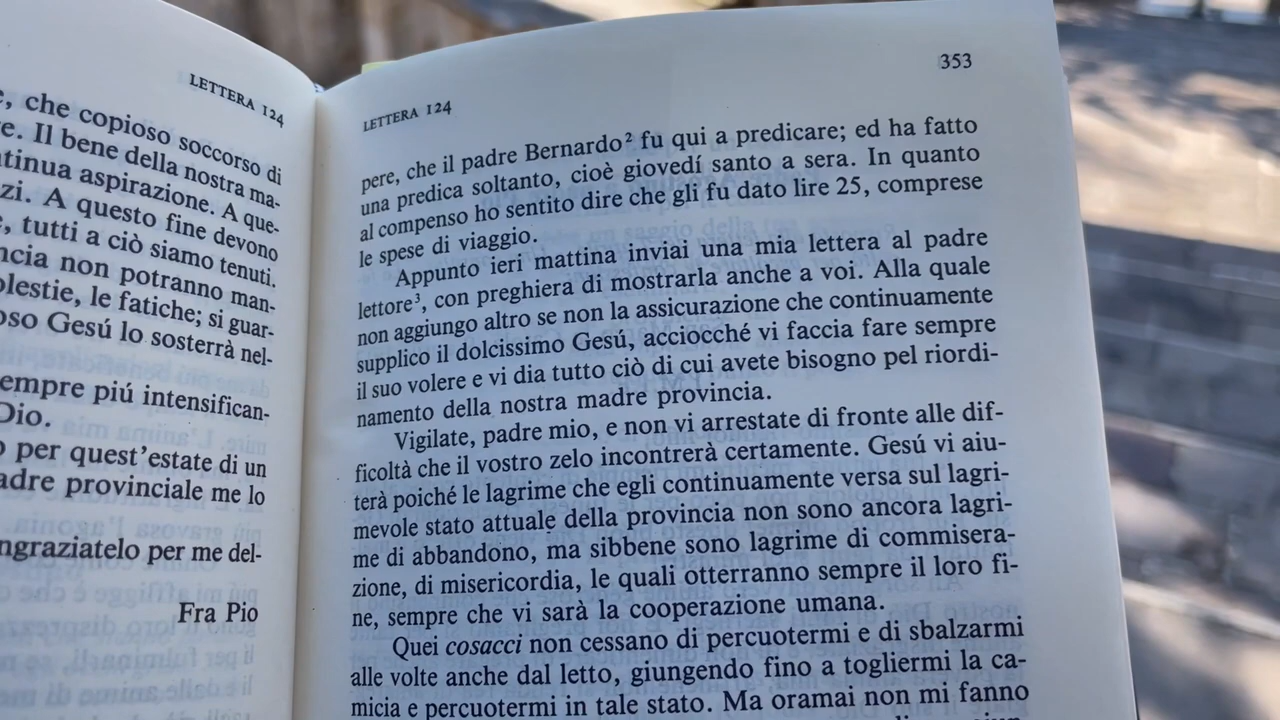 LETTERA 124
che copioso soccorso di
Il bene della nostra ma-
aspirazione. A que-
A questo fine devono
tutti a ciò siamo tenuti.
non potranno man-
le fatiche; si guar-
Gesú lo sosterrà nel-
sempre piú intensifican-
Dio.
per quest'estate di un
provinciale me lo
per me del-
Fra Pio
353
LETTERA 124
pere, che il padre Bernardo² fu qui a predicare; ed ha fatto
una predica soltanto, cioè giovedí santo a sera. In quanto
al compenso ho sentito dire che gli fu dato lire 25, comprese
le spese di viaggio.
Appunto ieri mattina inviai una mia lettera al padre
lettore³, con preghiera di mostrarla anche a voi. Alla quale
non aggiungo altro se non la assicurazione che continuamente
supplico il dolcissimo Gesú, acciocché vi faccia fare sempre
il suo volere e vi dia tutto ciò di cui avete bisogno pel riordi-
namento della nostra madre provincia.
Vigilate, padre mio, e non vi arrestate di fronte alle dif-
ficoltà che il vostro zelo incontrerà certamente. Gesú vi aiu-
terà poiché le lagrime che egli continuamente versa sul lagri-
mevole stato attuale della provincia non sono ancora lagri-
me di abbandono, ma sibbene sono lagrime di commisera-
zione, di misericordia, le quali otterranno sempre il loro fi-
ne, sempre che vi sarà la cooperazione umana.
Quei cosacci non cessano di percuotermi e di sbalzarmi
alle volte anche dal letto, giungendo fino a togliermi la ca-
micia e percuotermi in tale stato. Ma oramai non mi fanno